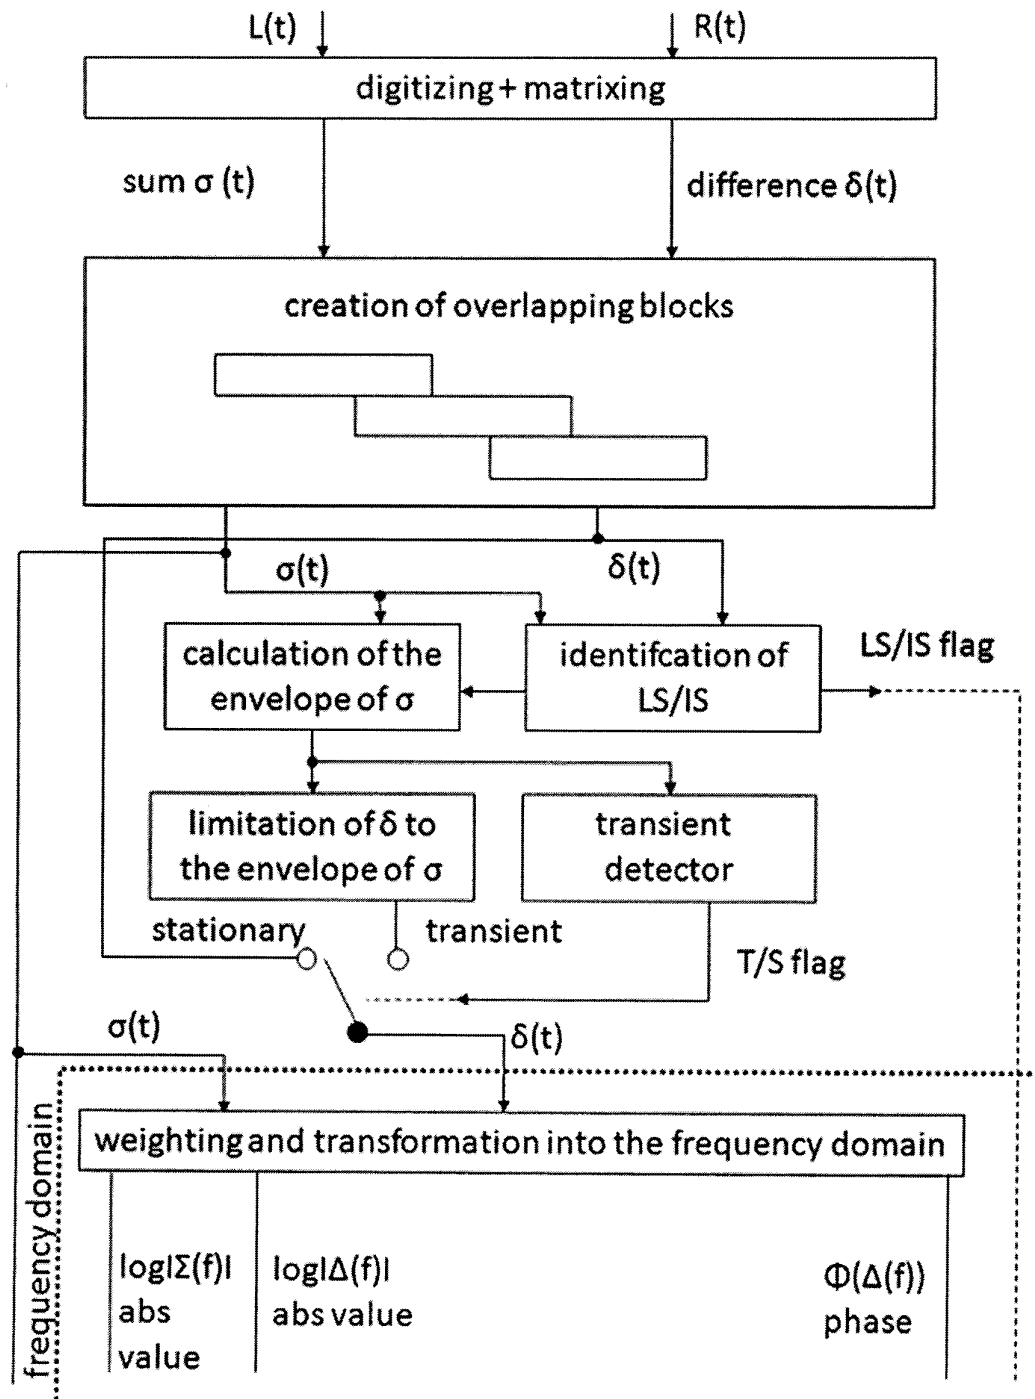 L(t)
R(t)
digitizing + matrixing
sum σ (t)
difference δ(t)
creation of overlapping blocks
σ(t)
δ(t)
calculation of the
envelope of σ
identifcation of
LS/IS
LS/IS flag
limitation of δ to
the envelope of σ
transient
detector
stationary
transient
T/S flag
σ(t)
δ(t)
frequency domain
weighting and transformation into the frequency domain
log|Σ(f)|
abs
value
log|Δ(f)|
abs value
Φ(Δ(f))
phase